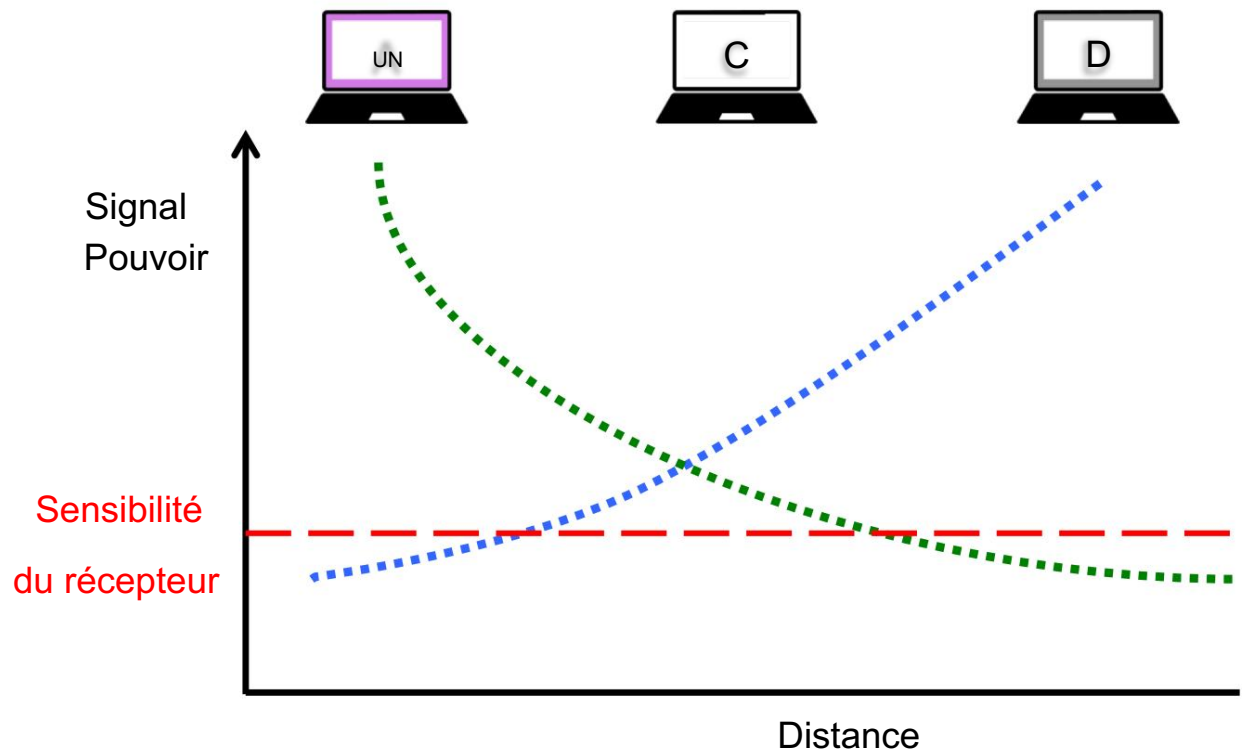 UN
C
D
Signal
Pouvoir
Sensibilité
du récepteur
Distance